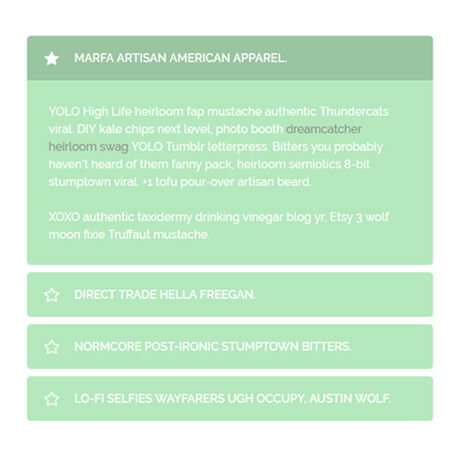 MARFA ARTISAN AMERICAN APPAREL.
YOLO High Life heirloom fap mustache authentic Thundercats
viral. DIY kale chips next level, photo booth dreamcatcher
heirloom swag YOLO Tumblr letterpress. Bitters you probably
haven't heard of them fanny pack, heirloom semiotics 8-bit
stumptown viral. +1 tofu pour-over artisan beard.
XOXO authentic taxidermy drinking vinegar blog yr, Etsy 3 wolf
moon fixie Truffaut mustache.
DIRECT TRADE HELLA FREEGAN.
NORMCORE POST-IRONIC STUMPTOWN BITTERS.
LO-FI SELFIES WAYFARERS UGH OCCUPY, AUSTIN WOLF.